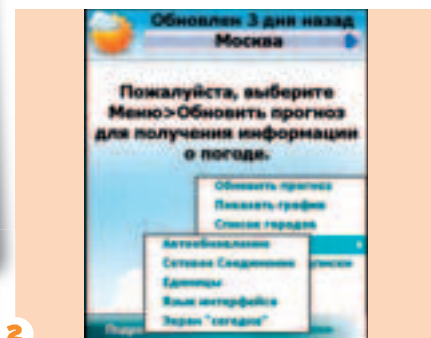 Обновлен 3 дня назад
Москва
Пожалуйста, выберите
Меню>Обновить прогноз
для получения информации
о погоде.
Обновить прогноз
Показать график
Список городов
Автообновление
Сетевое Соединение
Единицы
Язык интерфейса
Экран "сегодня"
2